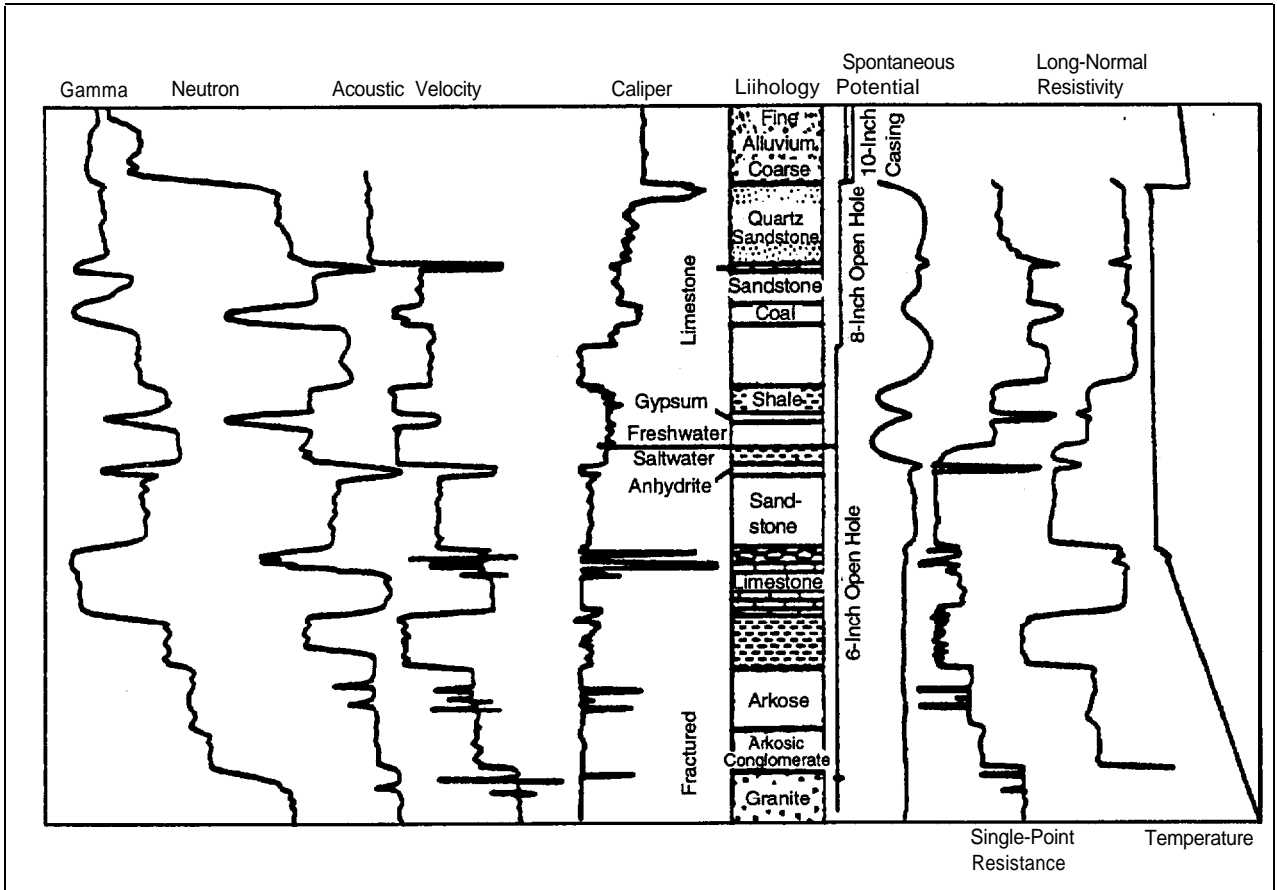 Gamma
Neutron
Acoustic Velocity
Caliper
Liihology
Spontaneous
Potential
Long-Normal
Resistivity
Fine
Alluvium
Coarse
10-Inch
Casing
Quartz
Sandstone
Sandstone
Coal
Limestone
8-Inch Open Hole
Shale
Gypsum
Freshwater
Saltwater
Anhydrite
Sand-
stone
Limestone
6-Inch Open Hole
Arkose
Arkosic
Conglomerate
Fractured
Granite
Single-Point
Resistance
Temperature